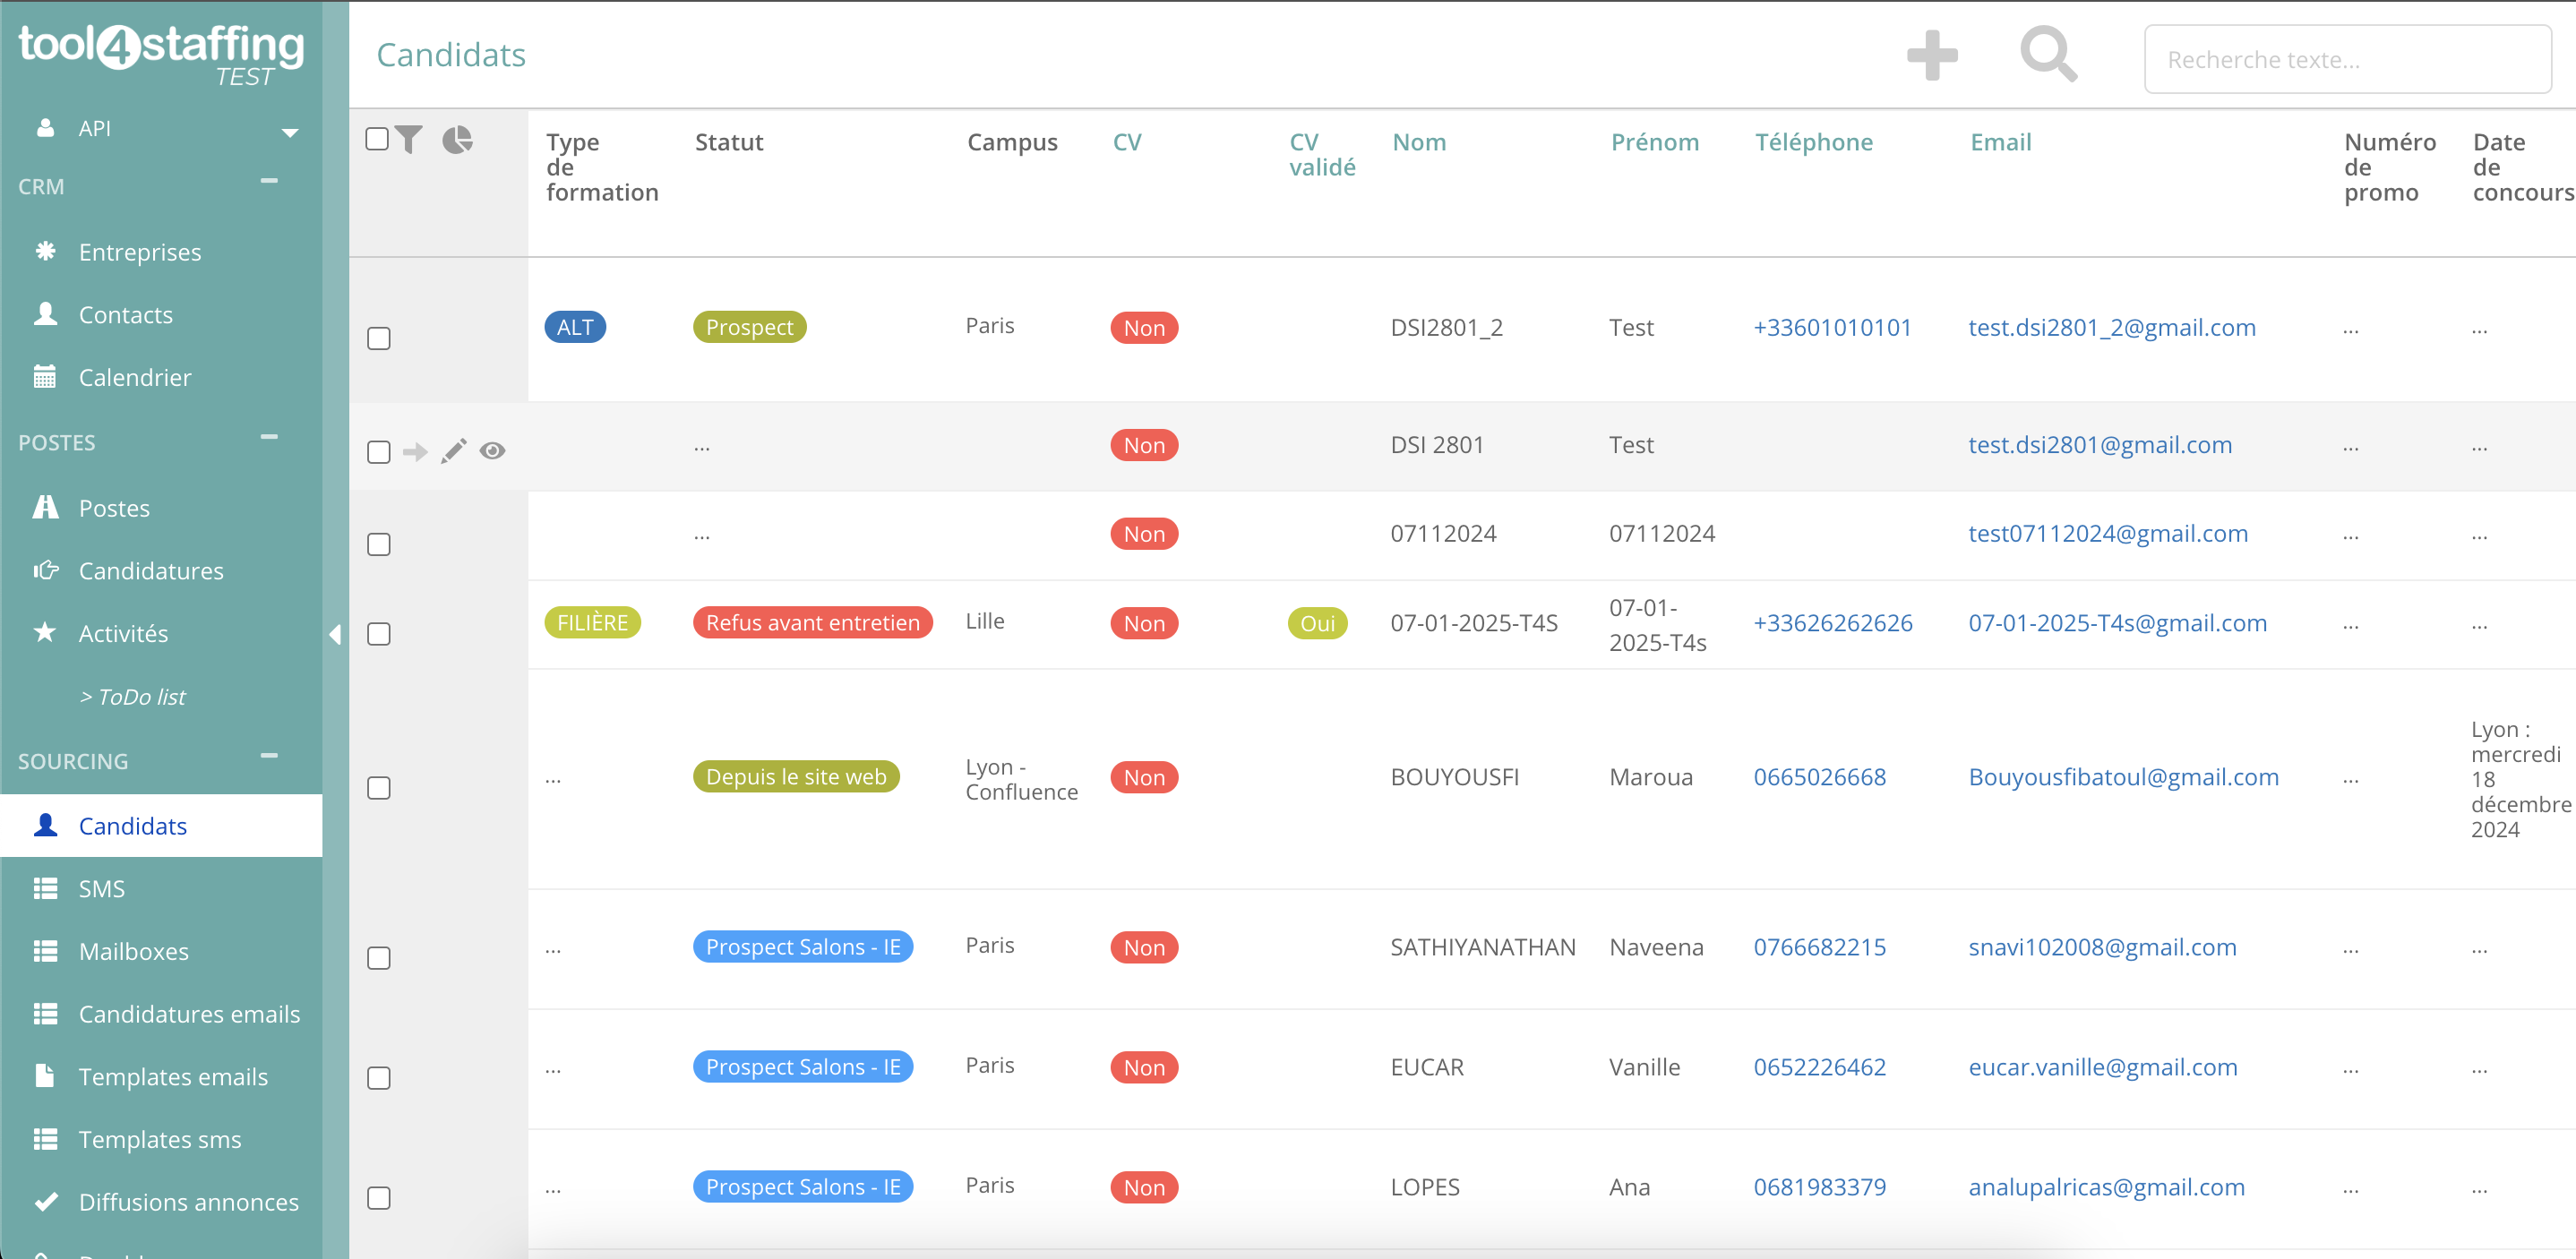 tool4staffing
TEST
API
CRM
Entreprises
Contacts
Calendrier
POSTES
Postes
Candidatures
Activités
> ToDo list
SOURCING
Candidats
SMS
Mailboxes
Candidatures emails
Templates emails
Templates sms
Diffusions annonces
Candidats
Recherche texte...
Type de formation Statut Campus CV CV validé Nom Prénom Téléphone Email Numéro de promo Date de concours
ALT Prospect Paris Non DSI2801_2 Test +33601010101 test.dsi2801_2@gmail.com ... ...
... Non DSI 2801 Test test.dsi2801@gmail.com ... ...
... Non 07112024 07112024 test07112024@gmail.com ... ...
FILIÈRE Refus avant entretien Lille Non Oui 07-01-2025-T4S 07-01-2025-T4s +33626262626 07-01-2025-T4s@gmail.com ... ...
... Depuis le site web Lyon - Confluence Non BOUYOUSFI Maroua 0665026668 Bouyousfibatoul@gmail.com ... Lyon : mercredi 18 décembre 2024
... Prospect Salons - IE Paris Non SATHIYANATHAN Naveena 0766682215 snavi102008@gmail.com ... ...
... Prospect Salons - IE Paris Non EUCAR Vanille 0652226462 eucar.vanille@gmail.com ... ...
... Prospect Salons - IE Paris Non LOPES Ana 0681983379 analupalricas@gmail.com ... ...